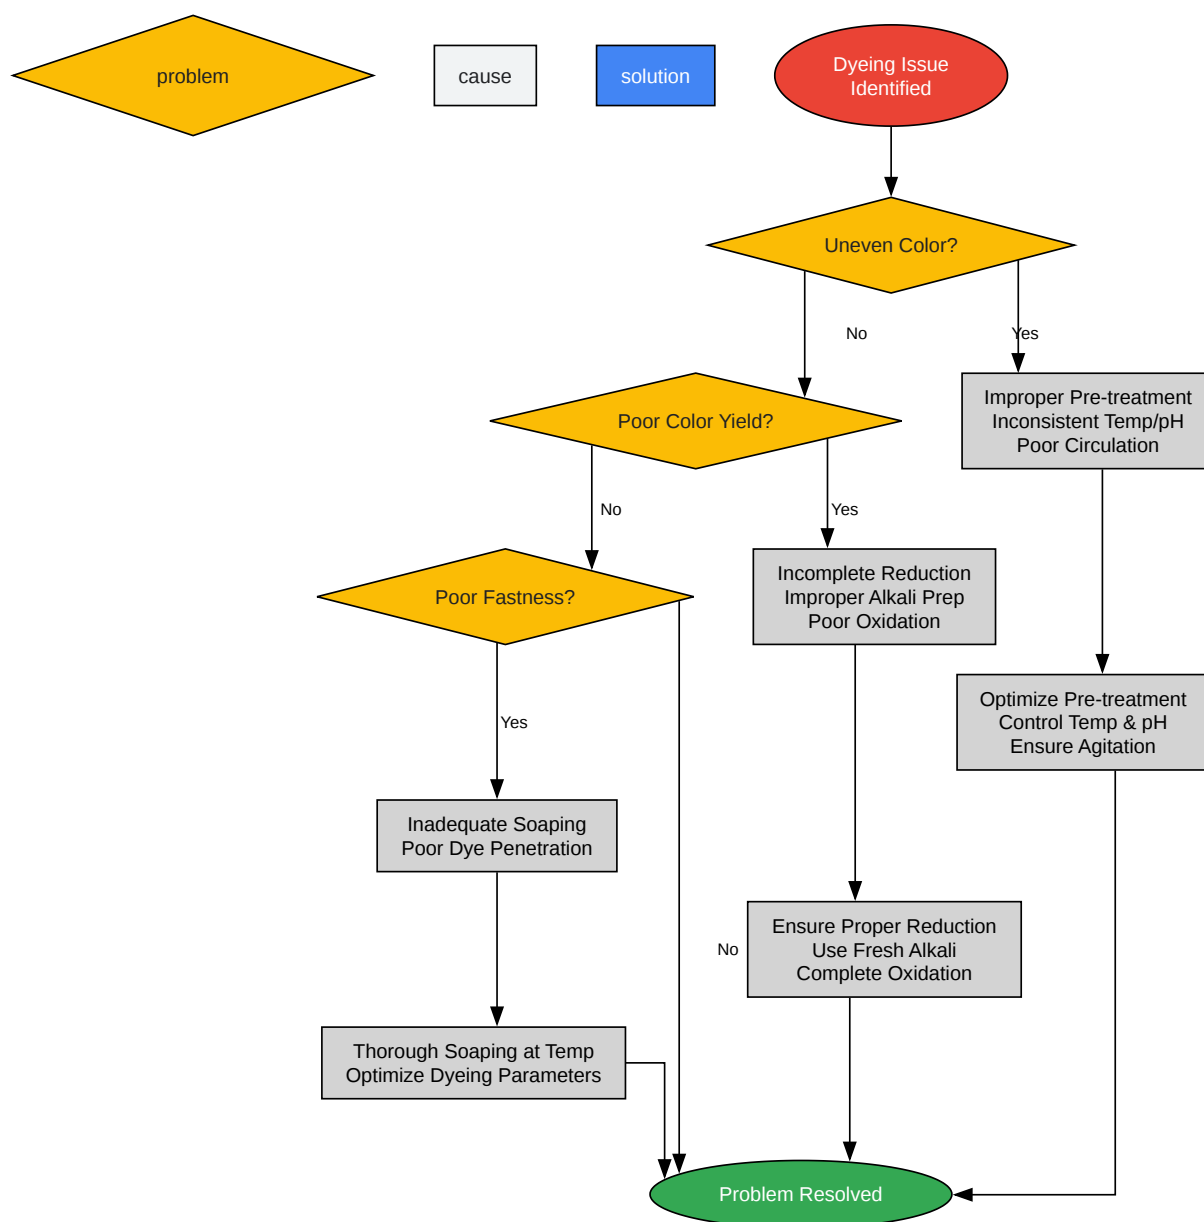 problem
cause
solution
Dyeing Issue
Identified
Uneven Color?
No
Yes
Poor Color Yield?
Improper Pre-treatment
Inconsistent Temp/pH
Poor Circulation
No
Yes
Poor Fastness?
Incomplete Reduction
Improper Alkali Prep
Poor Oxidation
Yes
Optimize Pre-treatment
Control Temp & pH
Ensure Agitation
Inadequate Soaping
Poor Dye Penetration
No
Ensure Proper Reduction
Use Fresh Alkali
Complete Oxidation
Thorough Soaping at Temp
Optimize Dyeing Parameters
Problem Resolved